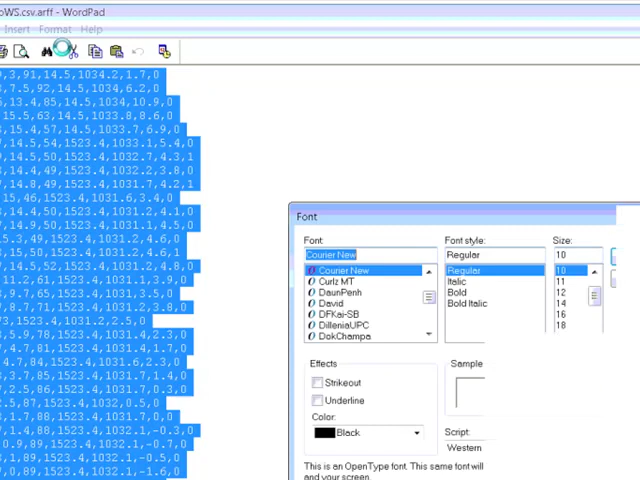 oWS.csv.arff - WordPad
Insert Format Help
,3,91,14.5,1034.2,1.7,0
,7.5,92,14.5,1034,6.2,0
,13.4,85,14.5,1034,10.9,0
15.5,63,14.5,1033.8,8.6,0
,15.4,57,14.5,1033.7,6.9,0
,14.5,54,1523.4,1033.1,5.4,0
,14.5,50,1523.4,1032.7,4.3,1
,14.4,49,1523.4,1032.2,3.8,0
,14.8,49,1523.4,1031.7,4.2,1
15,46,1523.4,1031.6,3.4,0
,14.4,50,1523.4,1031.2,4.1,0
,14.9,50,1523.4,1031.1,4.5,0
5.3,49,1523.4,1031.2,4.6,0
,15,50,1523.4,1031.2,4.6,1
,14.5,52,1523.4,1031.2,4.8,0
11.2,61,1523.4,1031.1,3.9,0
,9.7,65,1523.4,1031,3.5,0
,8.7,71,1523.4,1031.2,3.8,0
73,1523.4,1031.2,2.5,0
,5.9,78,1523.4,1031.4,2.3,0
,4.7,81,1523.4,1031.4,1.7,0
4.7,84,1523.4,1031.6,2.3,0
,3.7,85,1523.4,1031.7,1.4,0
,2.5,86,1523.4,1031.7,0.3,0
2.5,87,1523.4,1032,0.5,0
,1.7,88,1523.4,1031.7,0,0
,1.4,88,1523.4,1032.1,-0.3,0
0.9,89,1523.4,1032.1,-0.7,0
,1,89,1523.4,1032.1,-0.5,0
,0,89,1523.4,1032.1,-1.6,0
Font
Font: Font style: Size:
Courier New Regular 10
Courier New Regular 10
Curlz MT Italic 11
DaunPenh Bold 12
David Bold Italic 14
DFKai-SB 16
DilleniaUPC 18
DokChampa
Effects Sample
Strikeout
Underline
Color:
Black
Script:
Western
This is an OpenType font. This same font will
and your screen.